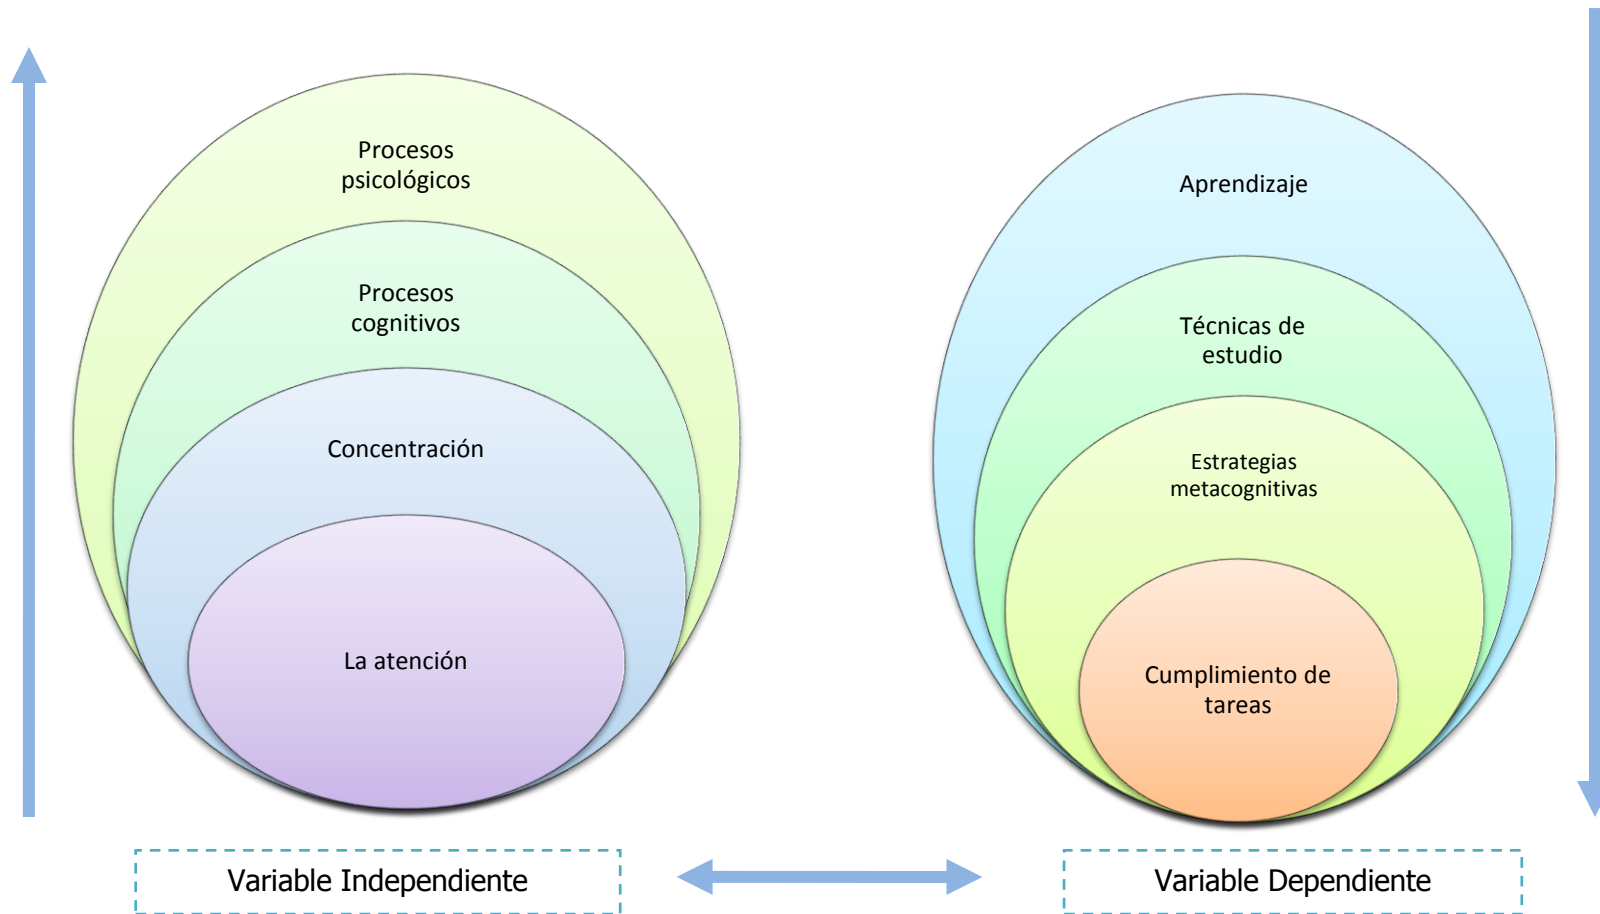 Procesos
psicológicos
Procesos
cognitivos
Concentración
La atención
Variable Independiente
Aprendizaje
Técnicas de
estudio
Estrategias
metacognitivas
Cumplimiento de
tareas
Variable Dependiente